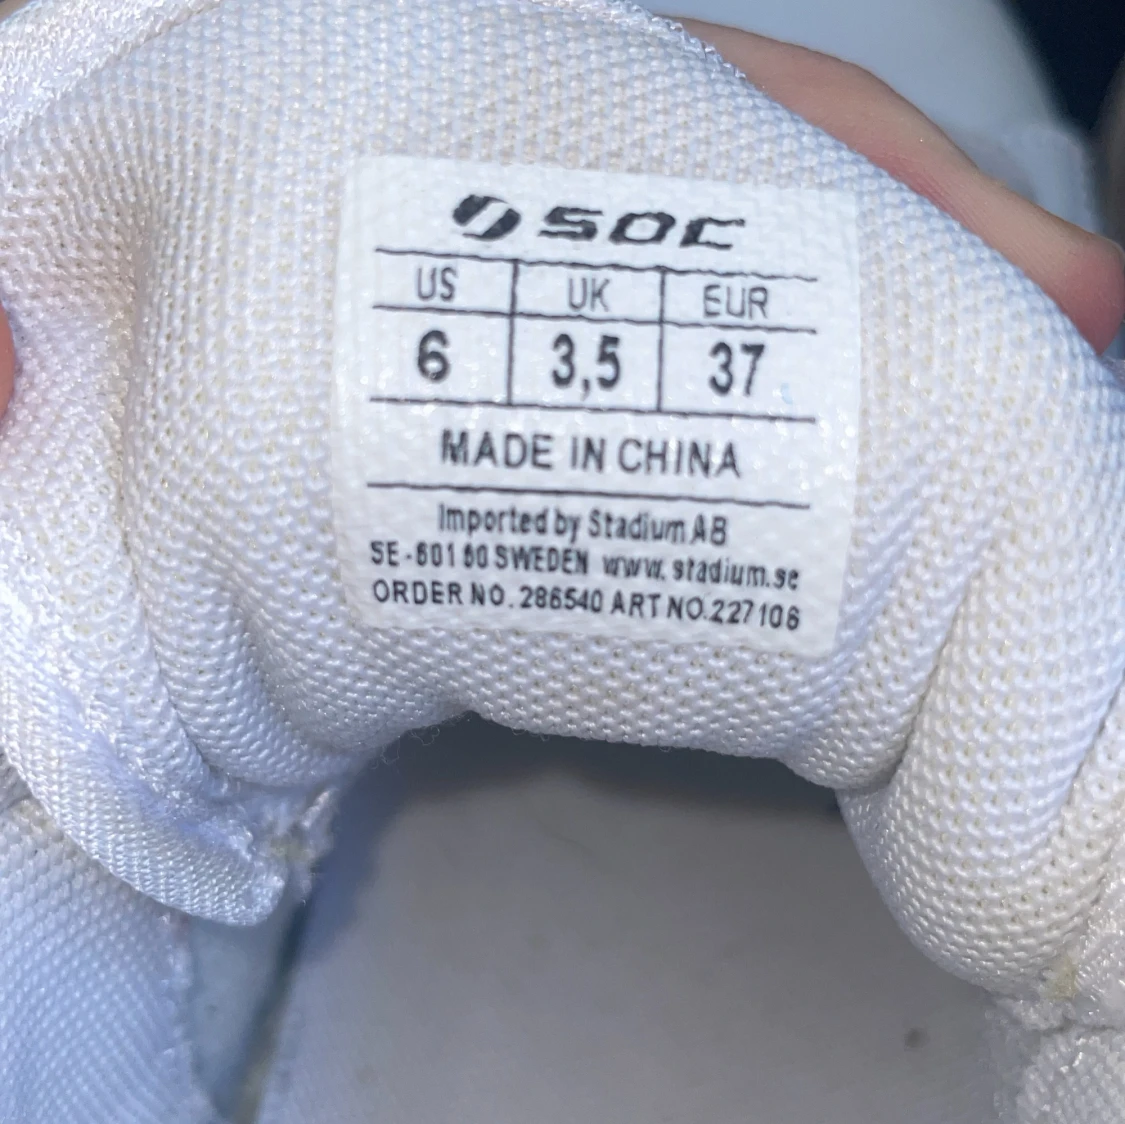 SOC
US UK EUR
6 3,5 37
MADE IN CHINA
Imported by Stadium AB
SE-601 60 SWEDEN www.stadium.se
ORDER NO. 286540 ART NO.227106